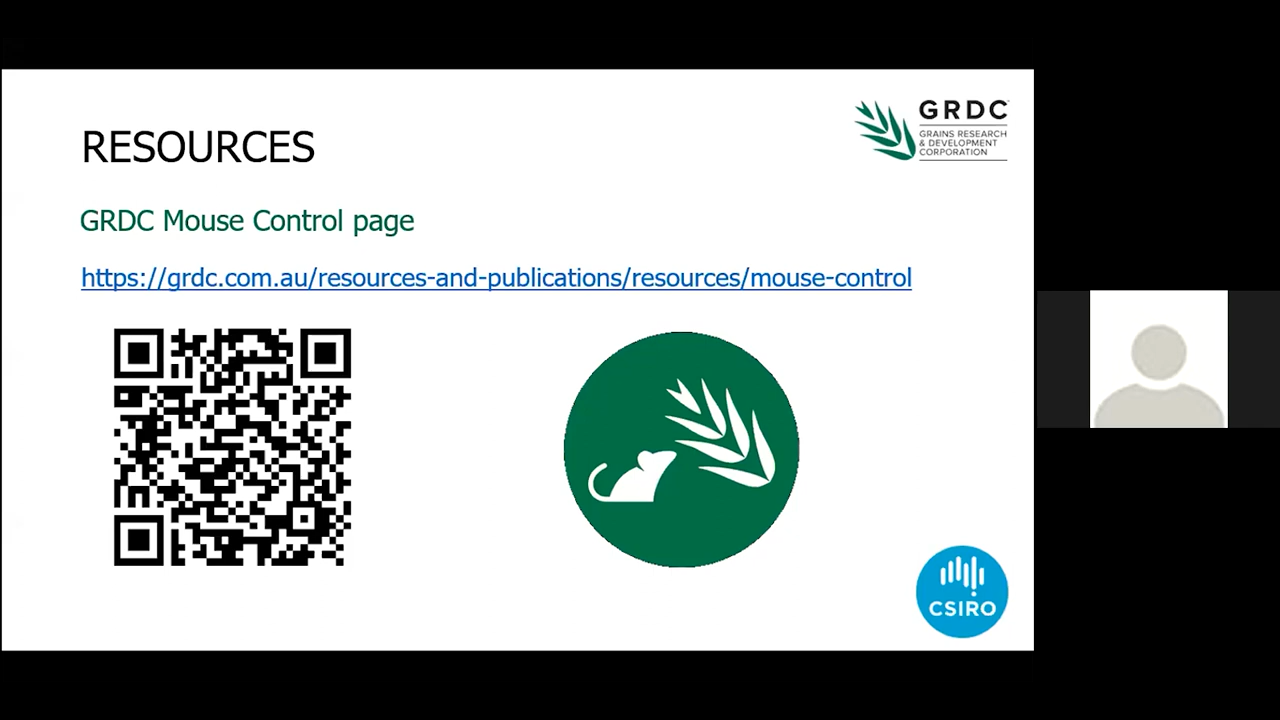 RESOURCES
GRDC
GRAINS RESEARCH
& DEVELOPMENT
CORPORATION
GRDC Mouse Control page
https://grdc.com.au/resources-and-publications/resources/mouse-control
CSIRO